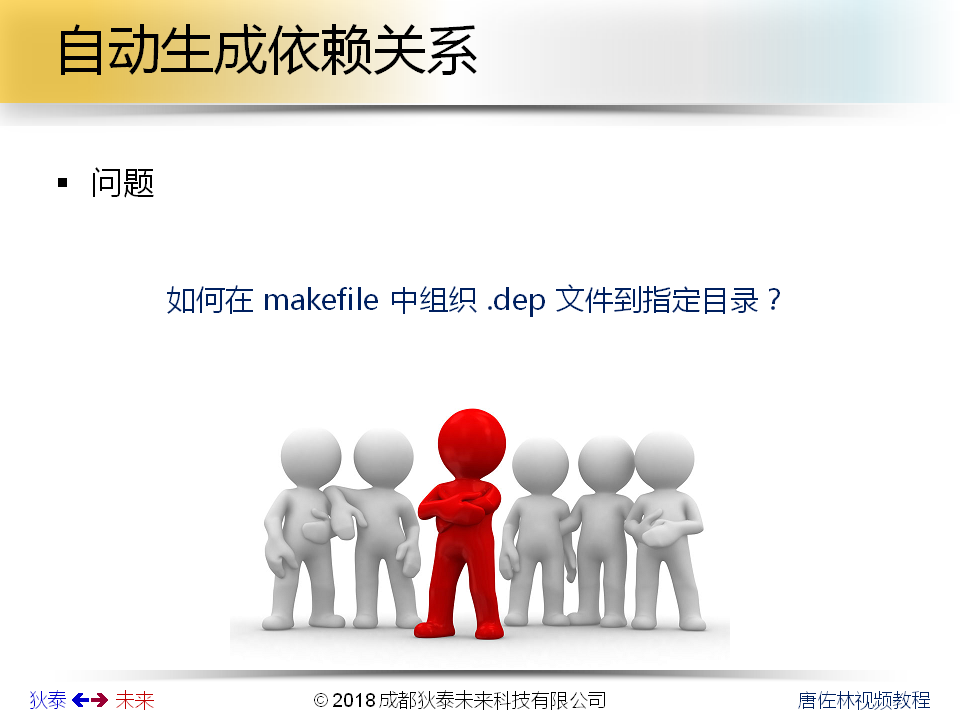 自动生成依赖关系
▪ 问题
如何在 makefile 中组织 .dep 文件到指定目录？
狄泰 未来
© 2018 成都狄泰未来科技有限公司
唐佐林视频教程